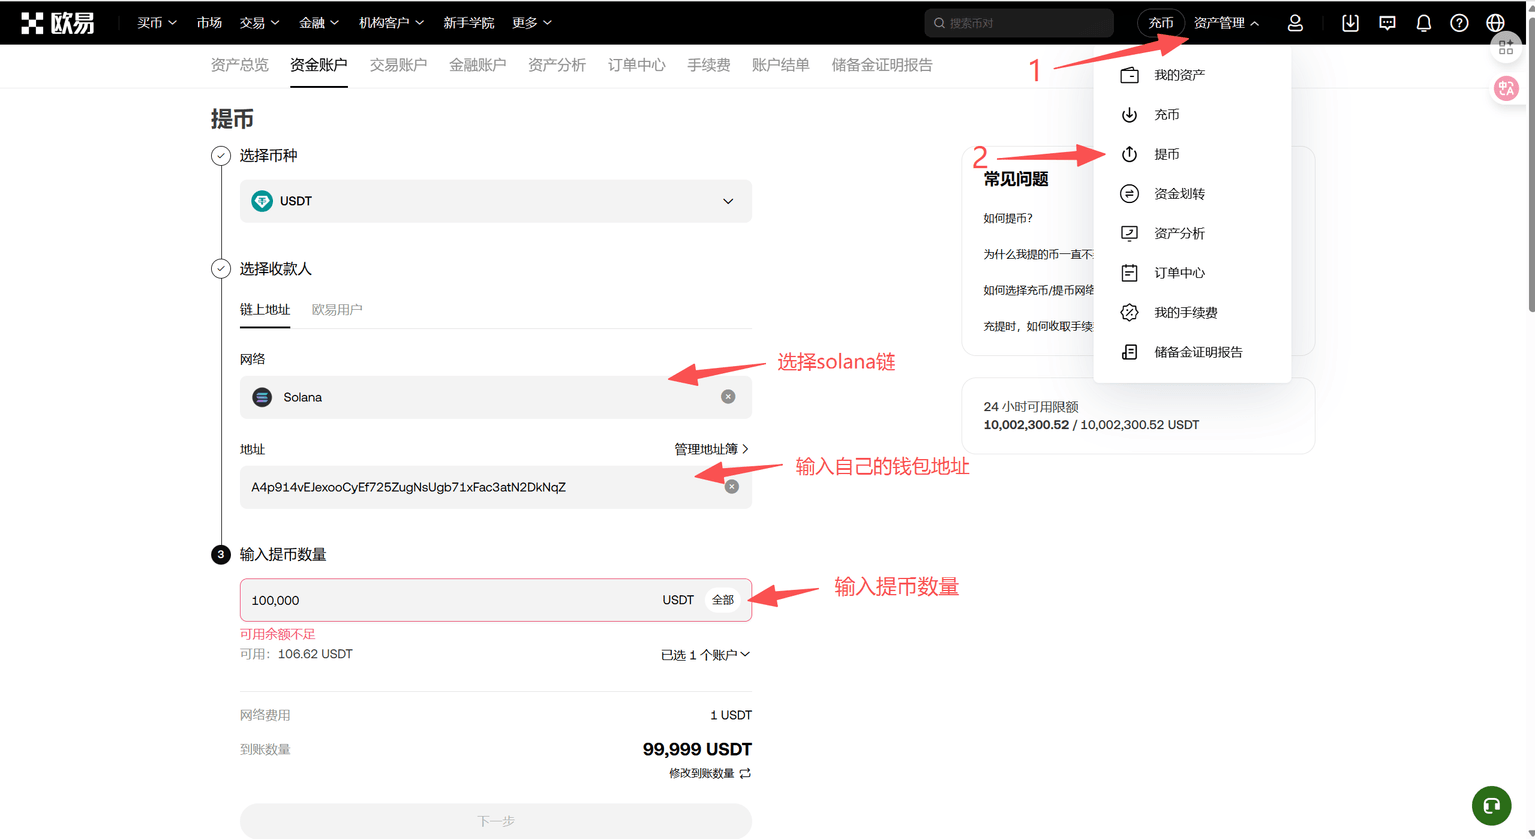 欧易
买币 市场 交易 金融 机构客户 新手学院 更多 搜索币对 充币 资产管理
资产总览 资金账户 交易账户 金融账户 资产分析 订单中心 手续费 账户结单 储备金证明报告
1
我的资产
充币
提币
资金划转
资产分析
订单中心
我的手续费
储备金证明报告
2
提币
选择币种
USDT
选择收款人
链上地址 欧易用户
网络
Solana
选择solana链
地址 管理地址簿
A4p914vEJexooCyEf725ZugNsUgb71xFac3atN2DkNqZ
输入自己的钱包地址
3 输入提币数量
100,000 USDT 全部
输入提币数量
可用余额不足
可用: 106.62 USDT 已选 1 个账户
网络费用 1 USDT
到账数量 99,999 USDT
修改到账数量
下一步
常见问题
如何提币?
为什么我提的币一直不
如何选择充币/提币网络
充提时，如何收取手续
24 小时可用限额
10,002,300.52 / 10,002,300.52 USDT